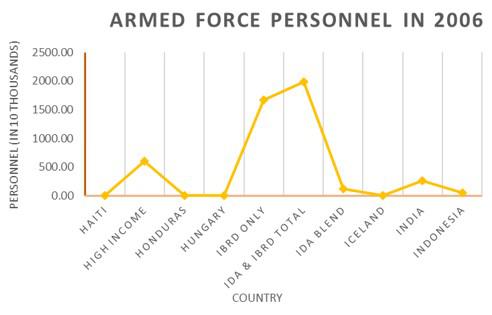 ARMED FORCE PERSONNEL IN 2006
PERSONNEL (IN 10 THOUSANDS)
2500.00
2000.00
1500.00
1000.00
500.00
0.00
HAITI
HIGH INCOME
HONDURAS
HUNGARY
IBRD ONLY
IDA & IBRD TOTAL
IDA BLEND
ICELAND
INDIA
INDONESIA
COUNTRY